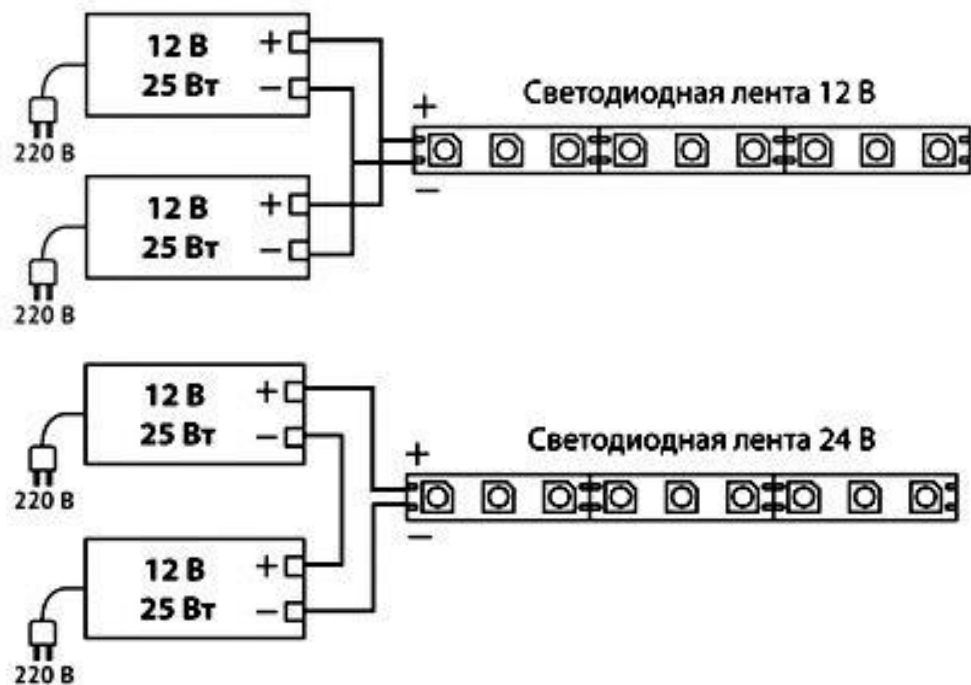 12 В +
25 Вт −
220 В
12 В +
25 Вт −
220 В
Светодиодная лента 12 В
+
−
12 В +
25 Вт −
220 В
12 В +
25 Вт −
220 В
Светодиодная лента 24 В
+
−